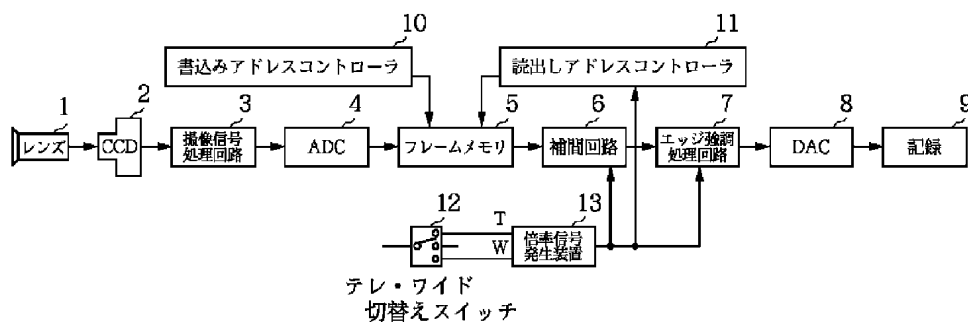 10
11
書込みアドレスコントローラ
読出しアドレスコントローラ
1
2
3
4
5
6
7
8
9
レンズ
CCD
撮像信号
処理回路
ADC
フレームメモリ
補間回路
エッジ強調
処理回路
DAC
記録
12
T
W
13
倍率信号
発生装置
テレ・ワイド
切替えスイッチ